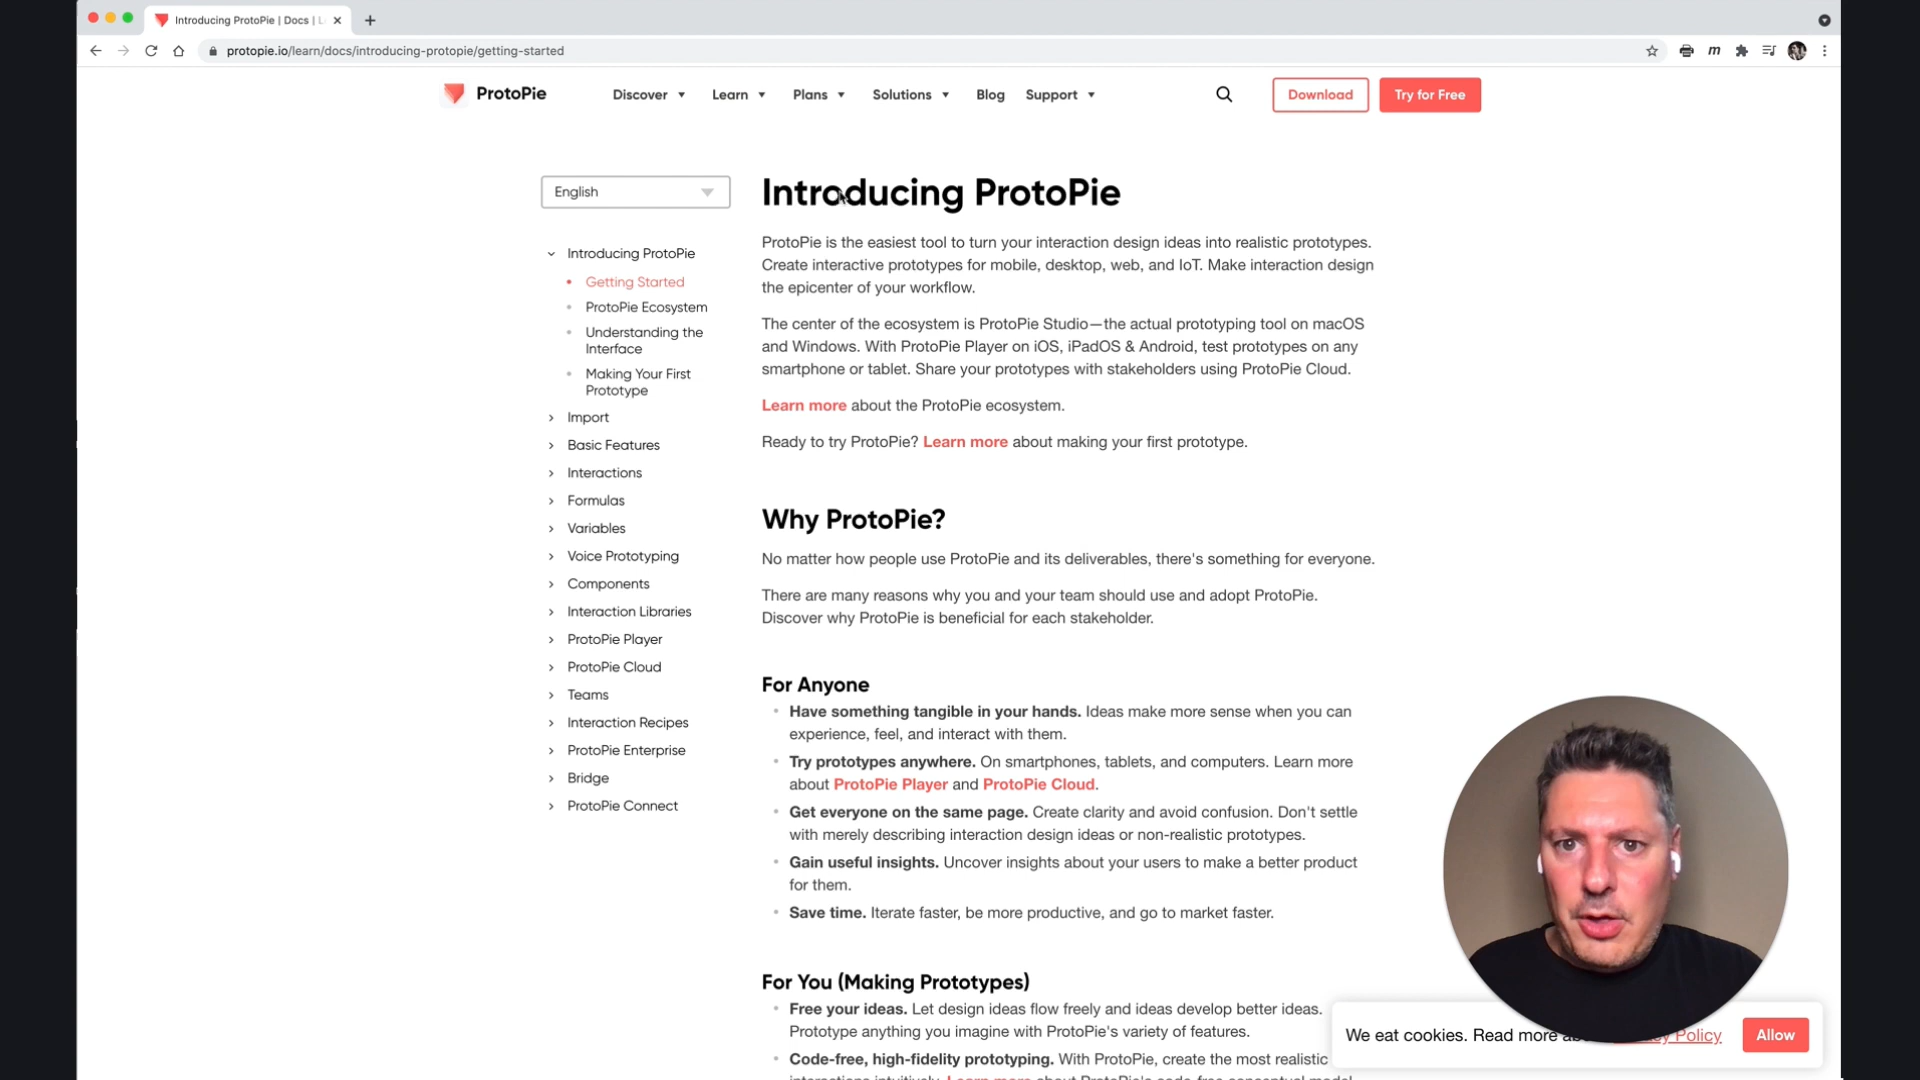 Introducing ProtoPie | Docs | L
protopie.io/learn/docs/introducing-protopie/getting-started
m
ProtoPie
Discover
Learn
Plans
Solutions
Blog
Support
Download
Try for Free
English
Introducing ProtoPie
Getting Started
ProtoPie Ecosystem
Understanding the
Interface
Making Your First
Prototype
Import
Basic Features
Interactions
Formulas
Variables
Voice Prototyping
Components
Interaction Libraries
ProtoPie Player
ProtoPie Cloud
Teams
Interaction Recipes
ProtoPie Enterprise
Bridge
ProtoPie Connect
Introducing ProtoPie
ProtoPie is the easiest tool to turn your interaction design ideas into realistic prototypes.
Create interactive prototypes for mobile, desktop, web, and IoT. Make interaction design
the epicenter of your workflow.
The center of the ecosystem is ProtoPie Studio—the actual prototyping tool on macOS
and Windows. With ProtoPie Player on iOS, iPadOS & Android, test prototypes on any
smartphone or tablet. Share your prototypes with stakeholders using ProtoPie Cloud.
Learn more about the ProtoPie ecosystem.
Ready to try ProtoPie? Learn more about making your first prototype.
Why ProtoPie?
No matter how people use ProtoPie and its deliverables, there's something for everyone.
There are many reasons why you and your team should use and adopt ProtoPie.
Discover why ProtoPie is beneficial for each stakeholder.
For Anyone
Have something tangible in your hands. Ideas make more sense when you can
experience, feel, and interact with them.
Try prototypes anywhere. On smartphones, tablets, and computers. Learn more
about ProtoPie Player and ProtoPie Cloud.
Get everyone on the same page. Create clarity and avoid confusion. Don't settle
with merely describing interaction design ideas or non-realistic prototypes.
Gain useful insights. Uncover insights about your users to make a better product
for them.
Save time. Iterate faster, be more productive, and go to market faster.
For You (Making Prototypes)
Free your ideas. Let design ideas flow freely and ideas develop better ideas.
Prototype anything you imagine with ProtoPie's variety of features.
Code-free, high-fidelity prototyping. With ProtoPie, create the most realistic
interactions intuitively. Learn more about ProtoPie's code-free conceptual model.
We eat cookies. Read more Policy
Allow